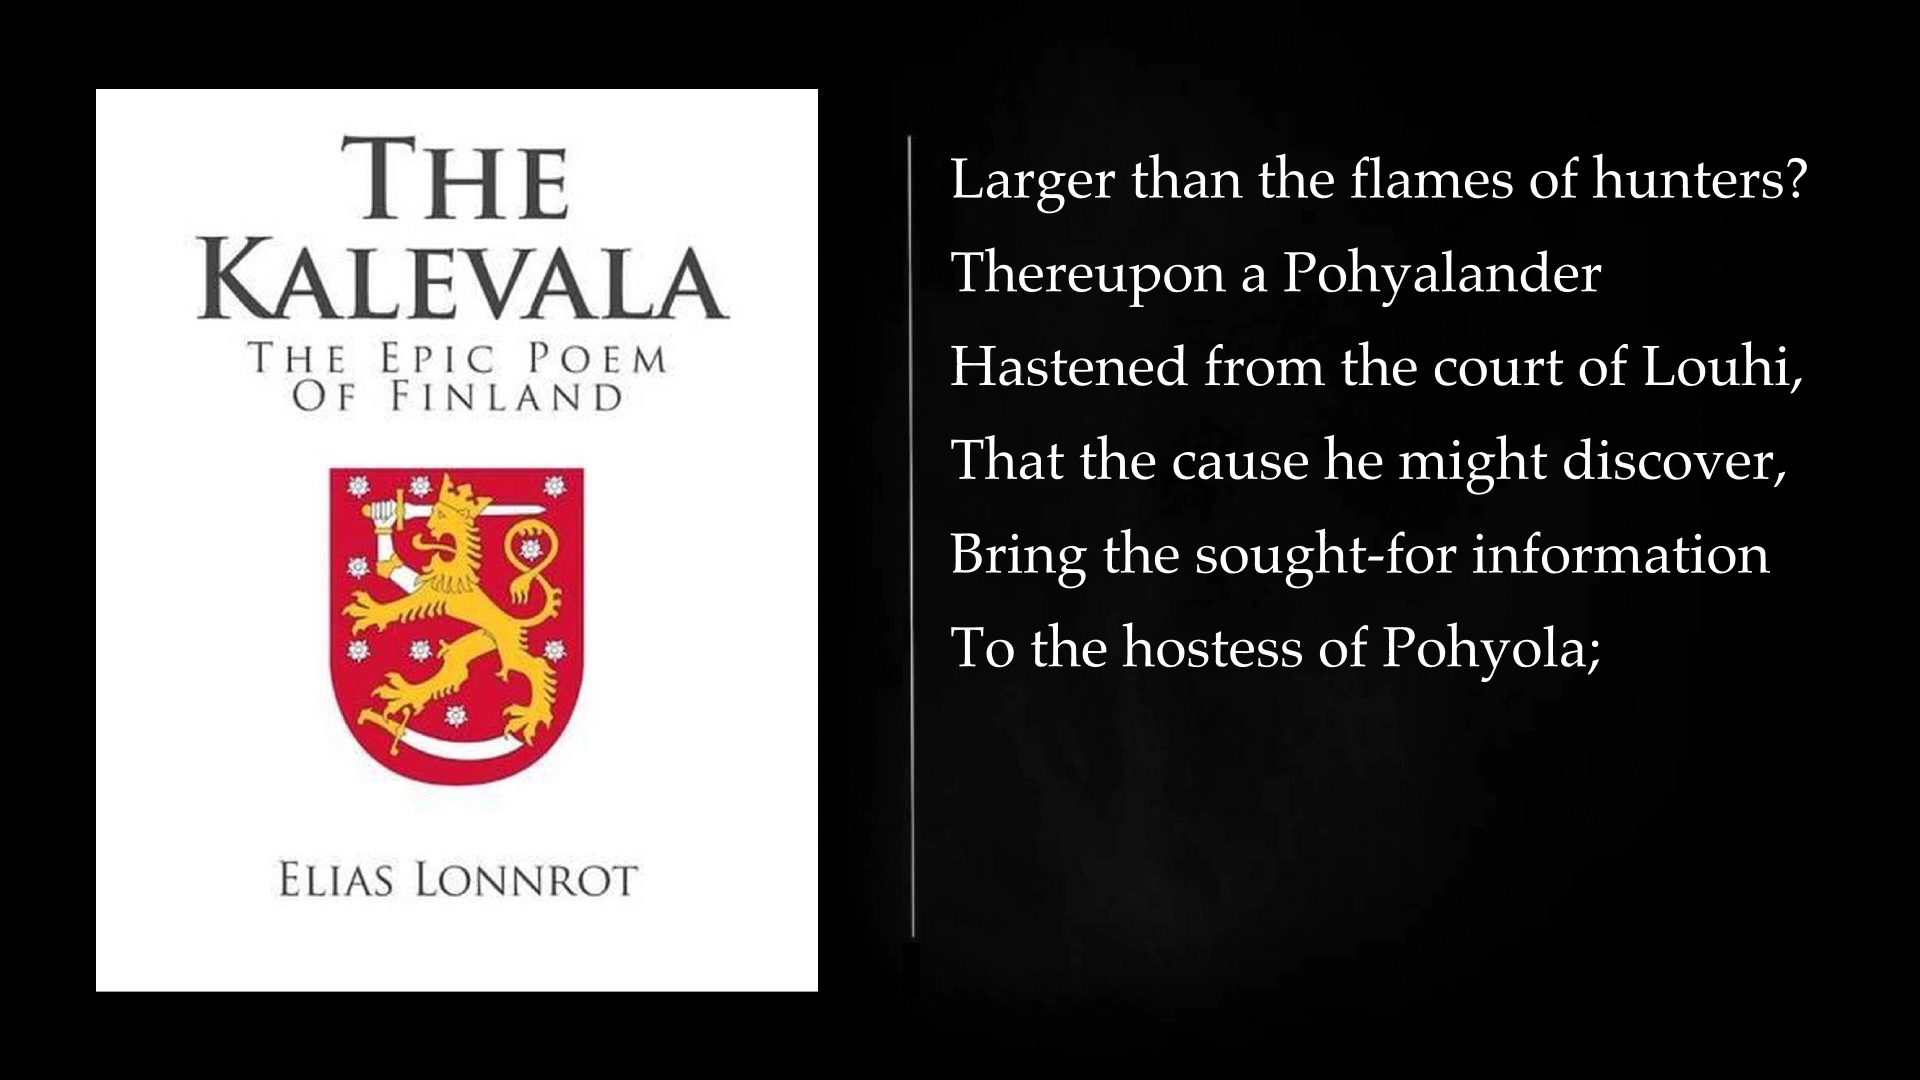 THE
KALEVALA
THE EPIC POEM
OF FINLAND
ELIAS LONNROT
Larger than the flames of hunters?
Thereupon a Pohyalander
Hastened from the court of Louhi,
That the cause he might discover,
Bring the sought-for information
To the hostess of Pohyola;